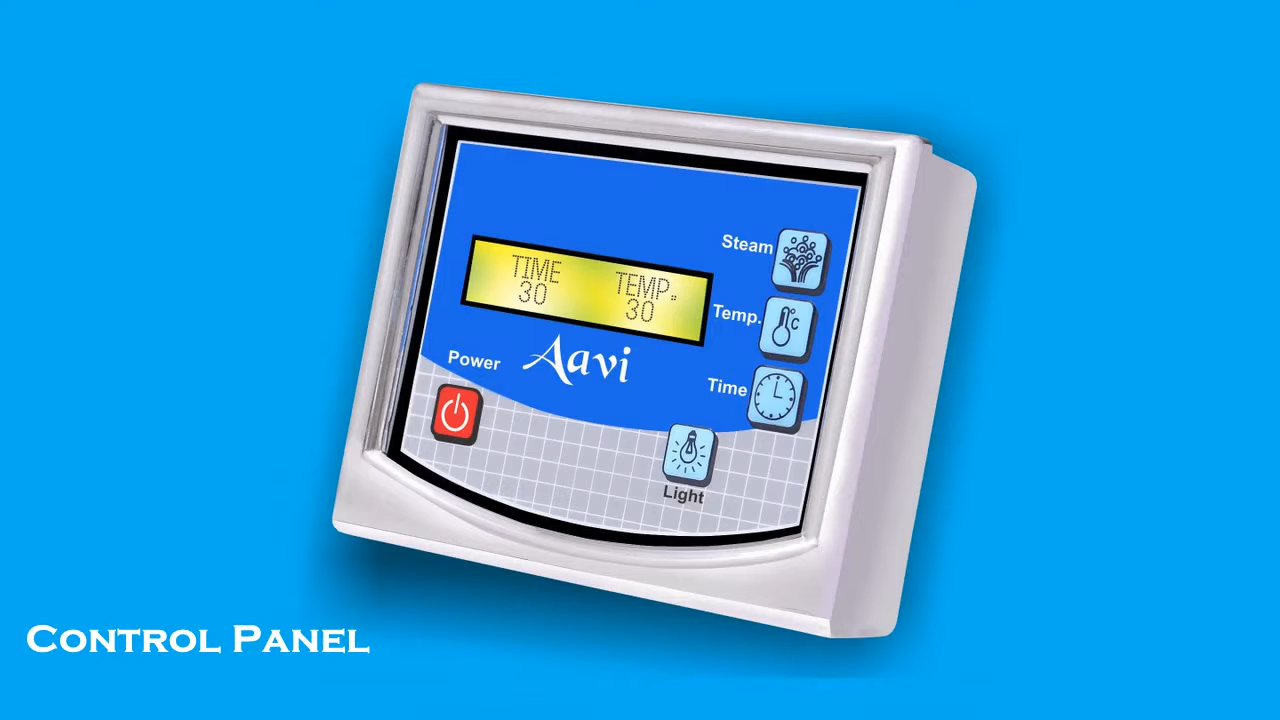 Steam
TIME TEMP.
30 30
°C
Temp.
Power
Aavi
Time
Light
CONTROL PANEL